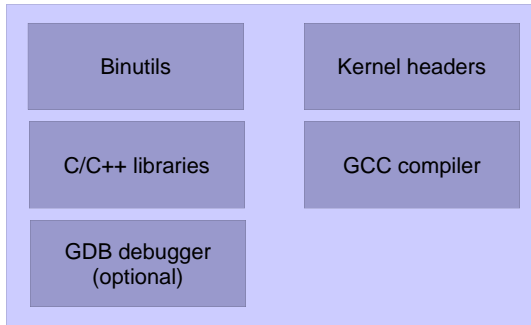 Binutils
Kernel headers
C/C++ libraries
GCC compiler
GDB debugger
(optional)